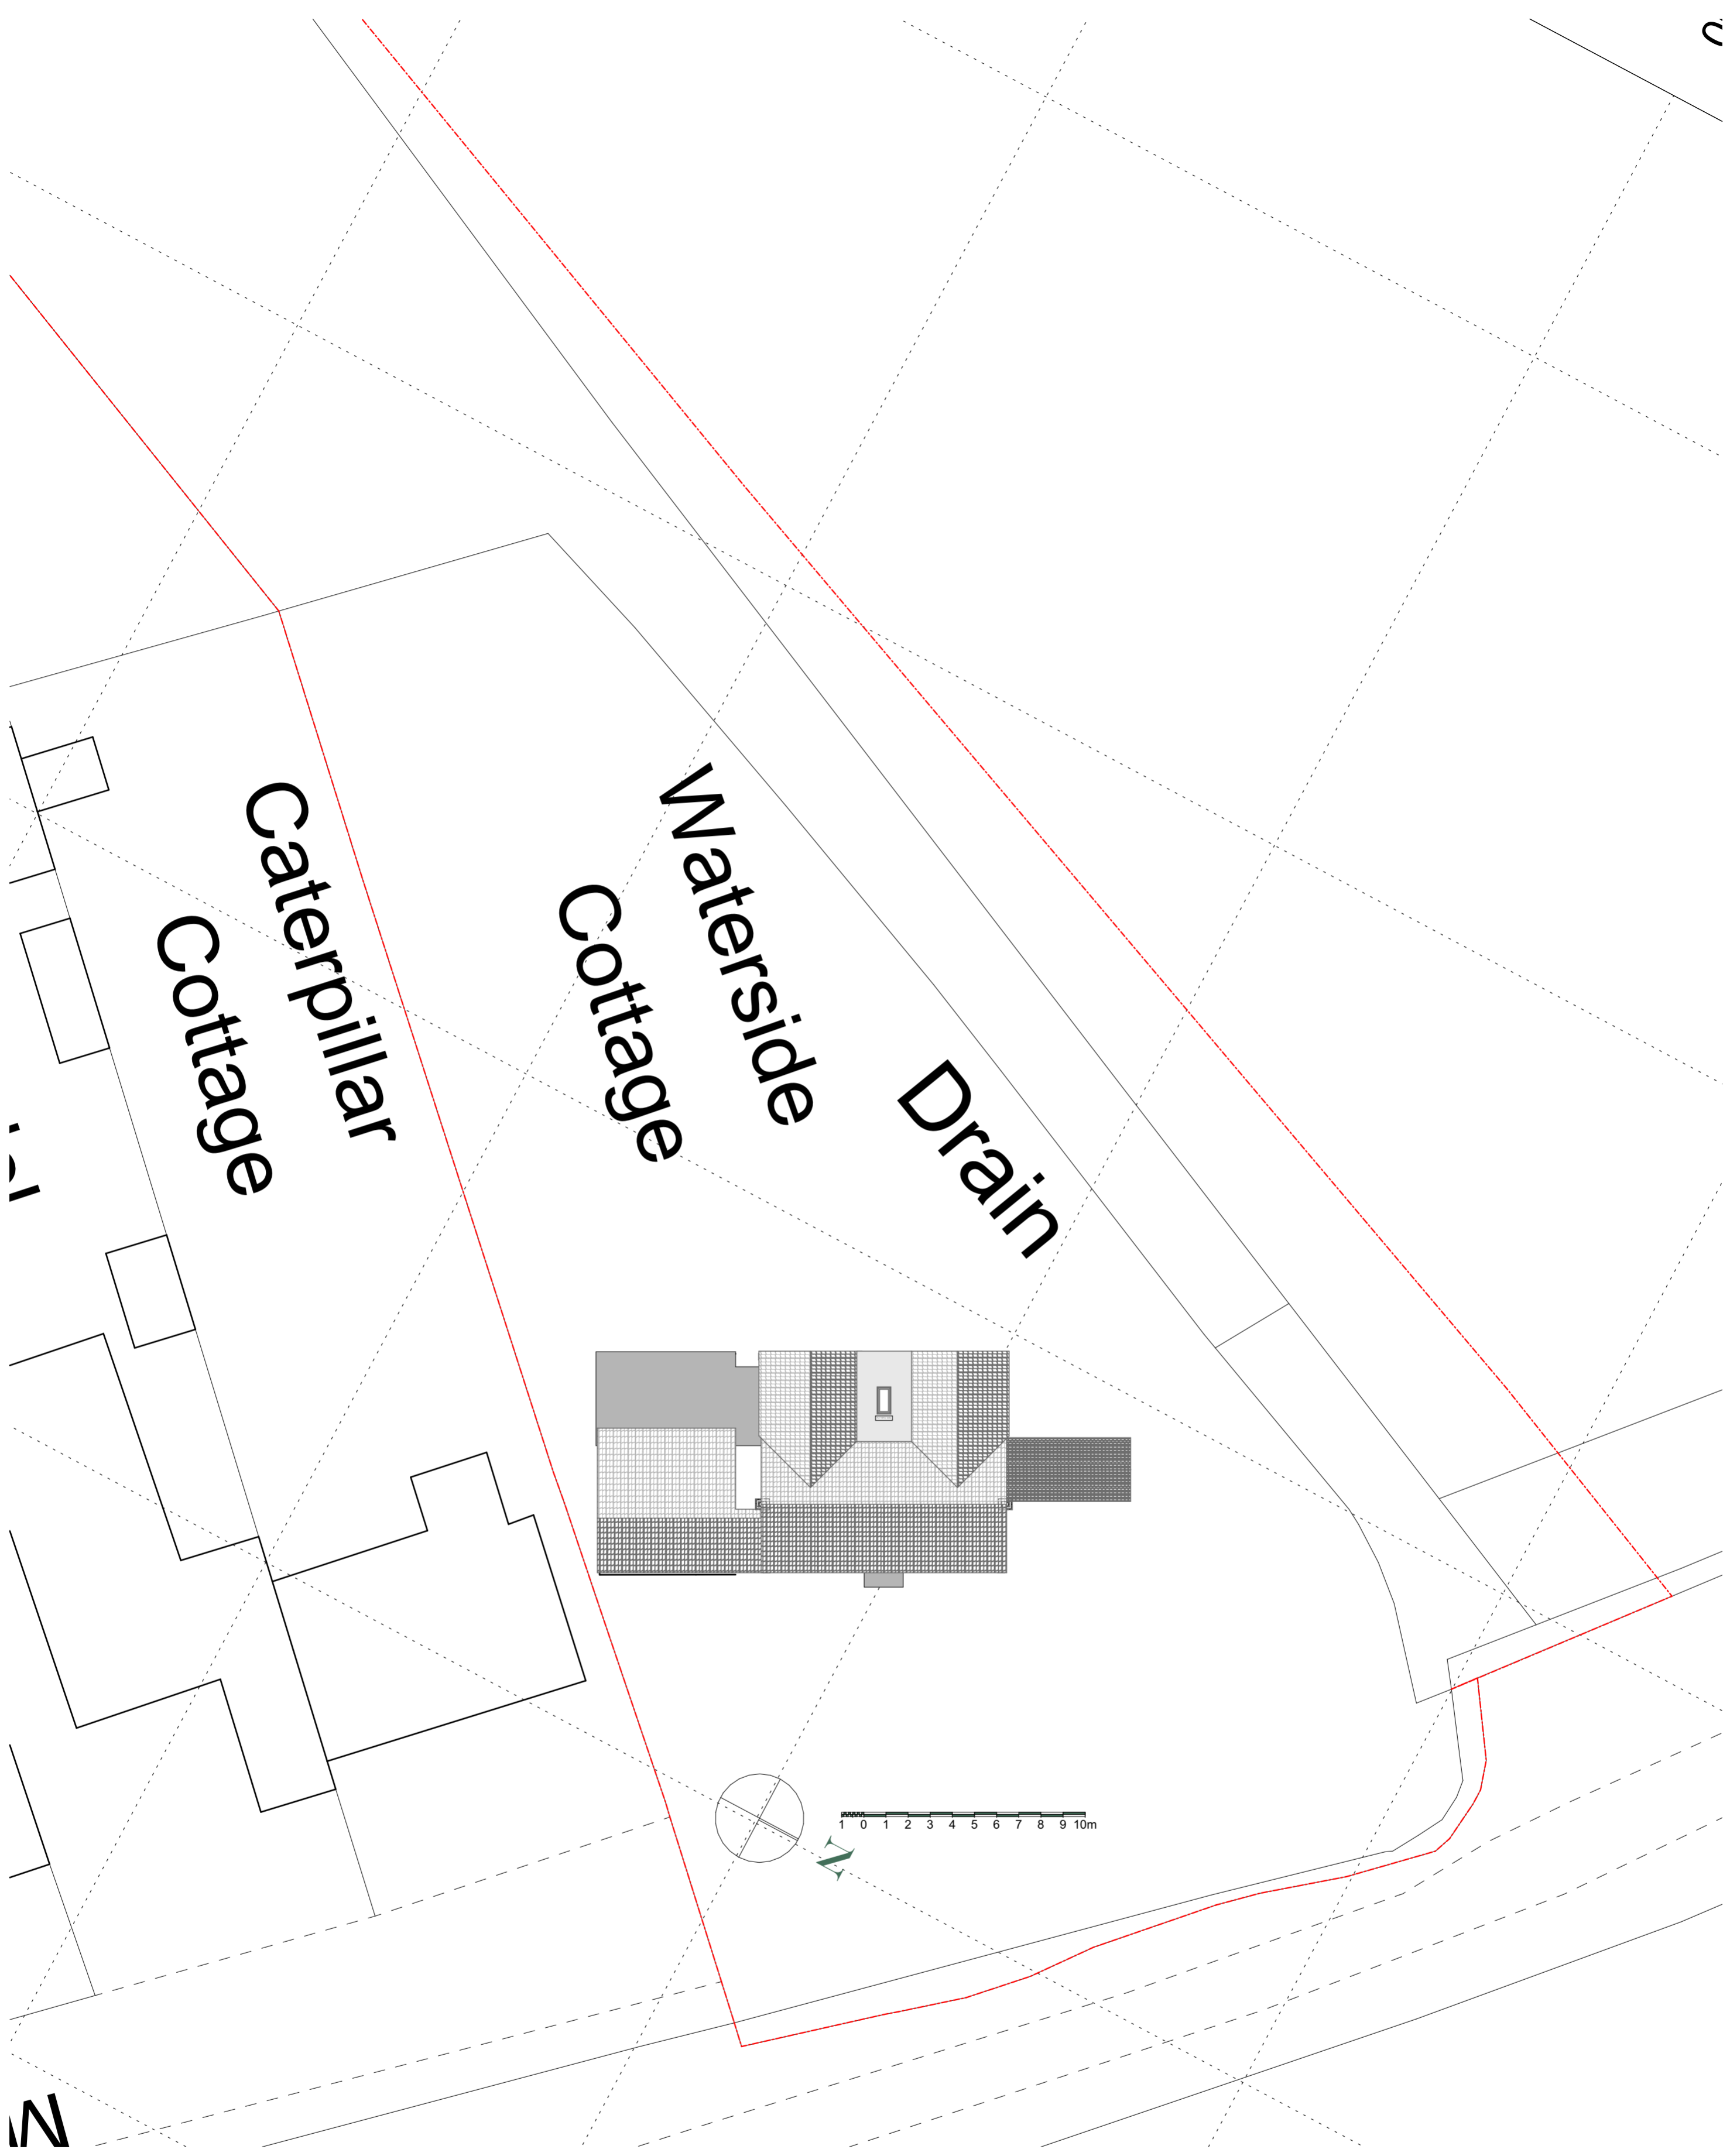 Caterpillar
Cottage
Waterside
Cottage
Drain
1 0 1 2 3 4 5 6 7 8 9 10m
N